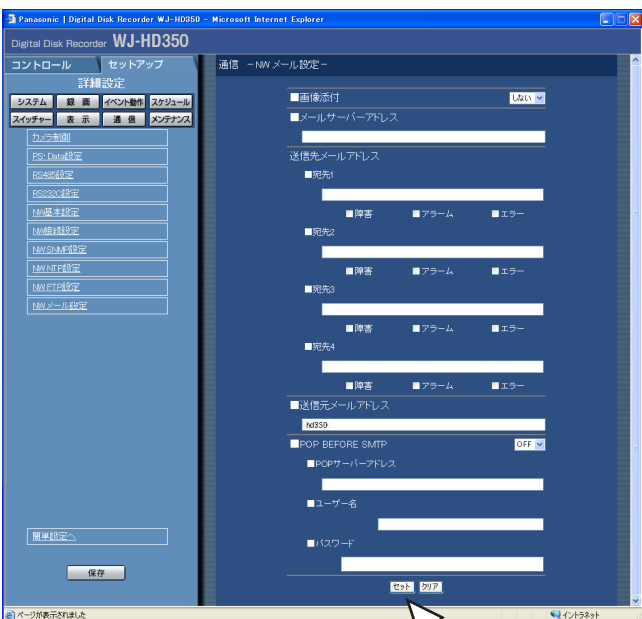 Panasonic | Digital Disk Recorder WJ-HD350 - Microsoft Internet Explorer
Digital Disk Recorder WJ-HD350
コントロール セットアップ
詳細設定
システム 録画 イベント動作 スケジュール
スイッチャー 表示 通信 メンテナンス
カメラ制御
PS･Data設定
RS485設定
RS232C設定
NW基本設定
NW接続設定
NW SNMP設定
NW NTP設定
NW FTP設定
NWメール設定
簡単設定へ
保存
通信 －NWメール設定－
■画像添付 しない
■メールサーバーアドレス
送信先メールアドレス
■宛先1
■障害 ■アラーム ■エラー
■宛先2
■障害 ■アラーム ■エラー
■宛先3
■障害 ■アラーム ■エラー
■宛先4
■障害 ■アラーム ■エラー
■送信元メールアドレス
hd350
■POP BEFORE SMTP OFF
■POPサーバーアドレス
■ユーザー名
■パスワード
セット クリア
ページが表示されました イントラネット